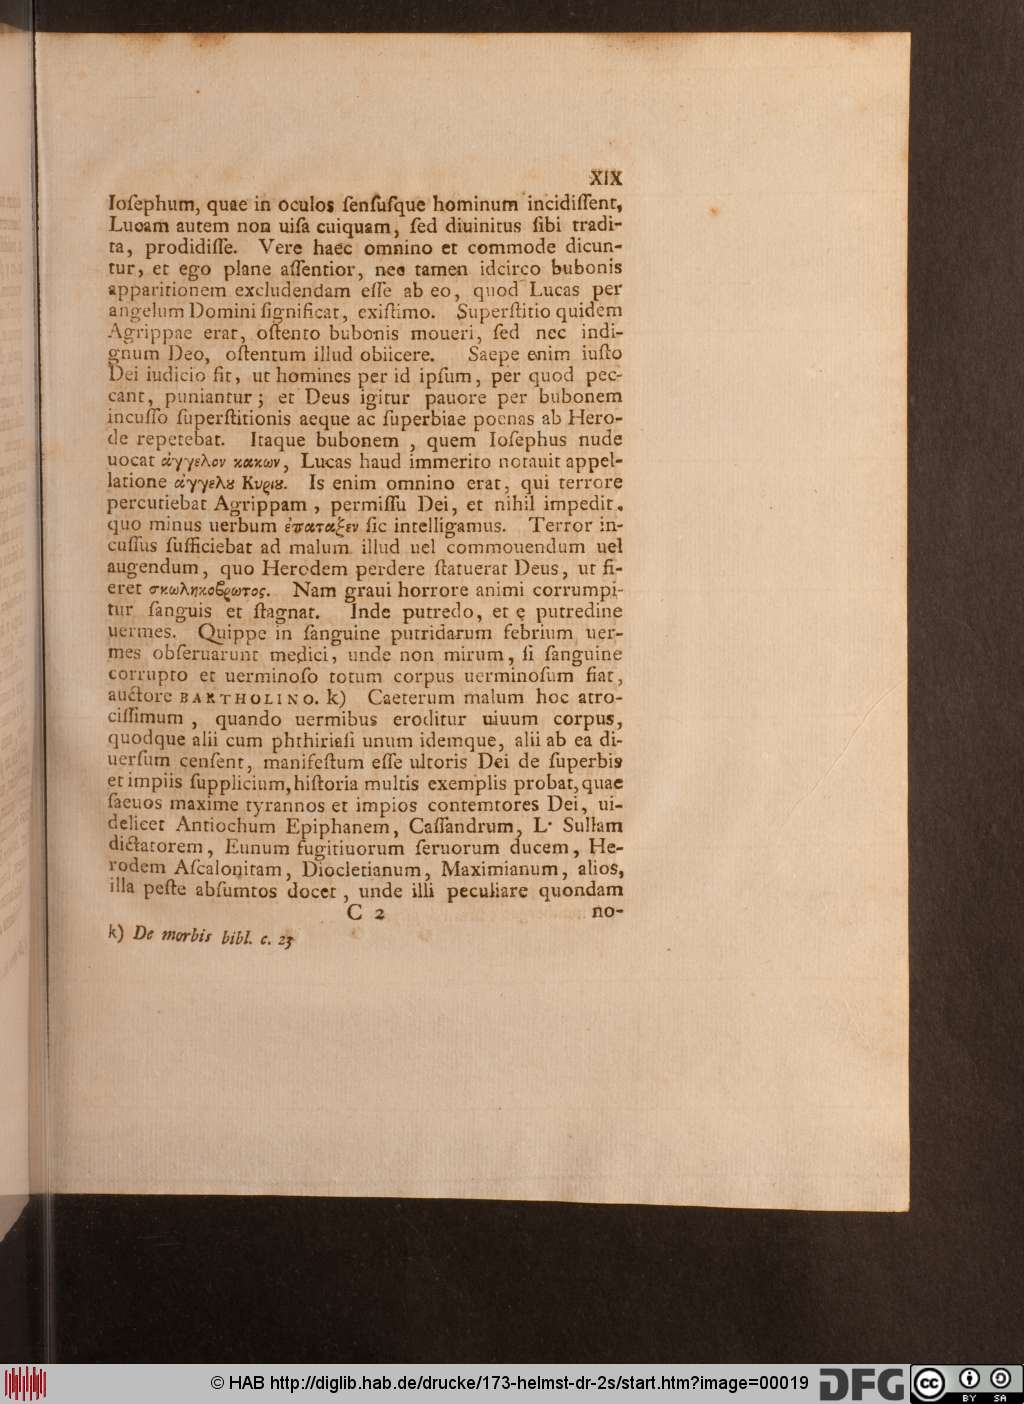 XIX
Ioſephum, quae in oculos ſenſuſque hominum incidiſſent,
Lucam autem non uiſa cuiquam, ſed diuinitus ſibi tradi-
ta, prodidiſſe. Vere haec omnino et commode dicun-
tur, et ego plane aſſentior, nec tamen idcirco bubonis
apparitionem excludendam eſſe ab eo, quod Lucas per
angelum Domini ſignificat, exiſtimo. Superſtitio quidem
Agrippae erat, oſtento bubonis moueri, ſed nec indi-
gnum Deo, oſtentum illud obiicere. Saepe enim iuſto
Dei iudicio fit, ut homines per id ipſum, per quod pec-
cant, puniantur; et Deus igitur pauore per bubonem
incuſſo ſuperſtitionis aeque ac ſuperbiae poenas ab Hero-
de repetebat. Itaque bubonem, quem Ioſephus nude
uocat ἀγγελον κακων, Lucas haud immerito notauit appel-
latione ἀγγελȣ Κυριȣ. Is enim omnino erat, qui terrore
percutiebat Agrippam, permiſſu Dei, et nihil impedit,
quo minus uerbum ἐπαταξεν ſic intelligamus. Terror in-
cuſſus ſufficiebat ad malum illud uel commouendum uel
augendum, quo Herodem perdere ſtatuerat Deus, ut fi-
eret σκωληκοϐρωτος. Nam graui horrore animi corrumpi-
tur ſanguis et ſtagnat. Inde putredo, et e putredine
uermes. Quippe in ſanguine putridarum febrium uer-
mes obſeruarunt medici, unde non mirum, ſi ſanguine
corrupto et uerminoſo totum corpus uerminoſum fiat,
auctore BARTHOLINO. k) Caeterum malum hoc atro-
ciſſimum, quando uermibus eroditur uiuum corpus,
quodque alii cum phthiriaſi unum idemque, alii ab ea di-
uerſum cenſent, manifeſtum eſſe ultoris Dei de ſuperbis
et impiis ſupplicium, hiſtoria multis exemplis probat, quae
ſaeuos maxime tyrannos et impios contemtores Dei, ui-
delicet Antiochum Epiphanem, Caſſandrum, L. Sullam
dictatorem, Eunum fugitiuorum ſeruorum ducem, He-
rodem Aſcalonitam, Diocletianum, Maximianum, alios,
illa peſte abſumtos docet, unde illi peculiare quondam
C 2 no-
k) De morbis bibl. c. 23
© HAB http://diglib.hab.de/drucke/173-helmst-dr-2s/start.htm?image=00019
DFG
cc BY SA